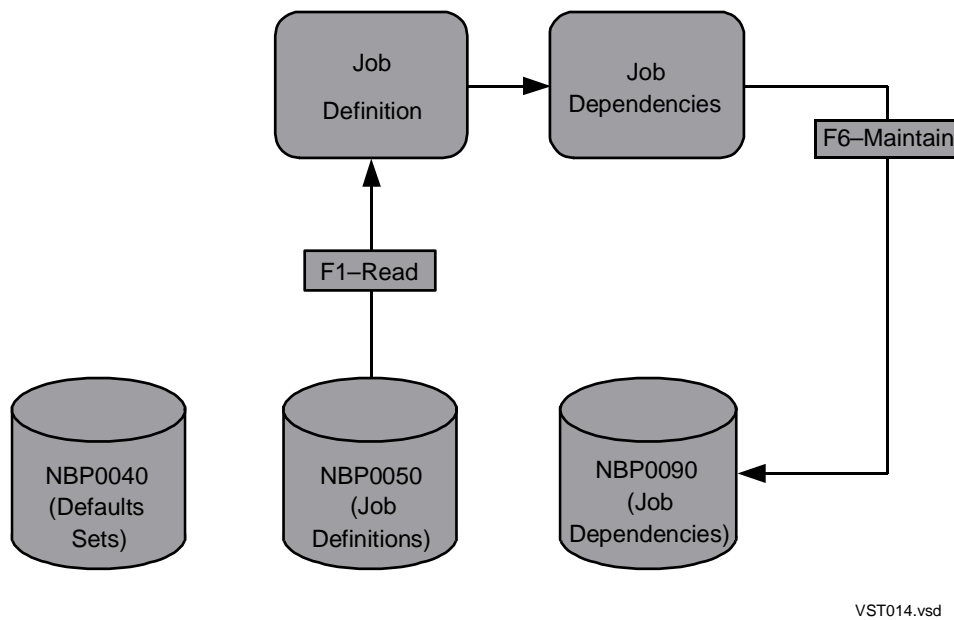 Job
Definition
Job
Dependencies
F6–Maintain
F1–Read
NBP0040
(Defaults
Sets)
NBP0050
(Job
Definitions)
NBP0090
(Job
Dependencies)
VST014.vsd